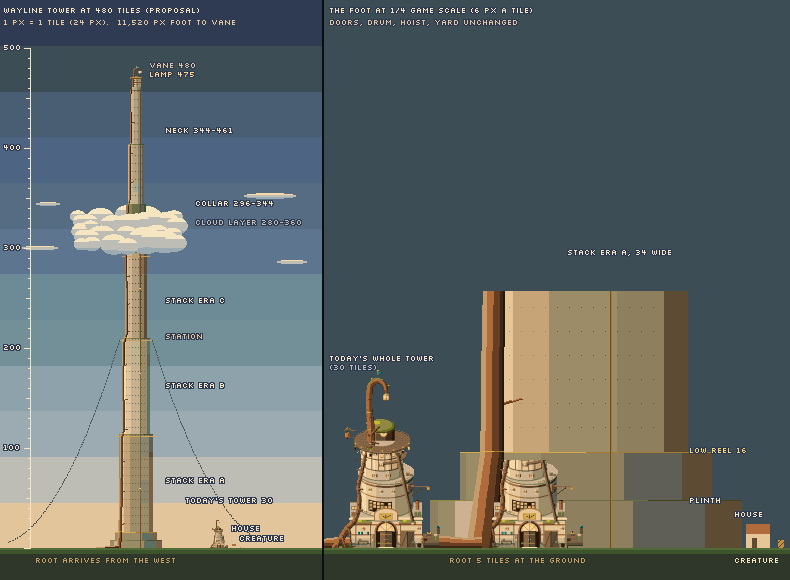 WAYLINE TOWER AT 480 TILES (PROPOSAL)
1 PX = 1 TILE (24 PX). 11,520 PX FOOT TO VANE
500
VANE 480
LAMP 475
NECK 344-461
400
COLLAR 296-344
CLOUD LAYER 280-360
300
STACK ERA C
STATION
200
STACK ERA B
100
STACK ERA A
TODAY'S TOWER 30
HOUSE
CREATURE
ROOT ARRIVES FROM THE WEST
THE FOOT AT 1/4 GAME SCALE (6 PX A TILE)
DOORS, DRUM, HOIST, YARD UNCHANGED
STACK ERA A, 34 WIDE
TODAY'S WHOLE TOWER
(30 TILES)
LOW REEL 16
PLINTH
HOUSE
ROOT 5 TILES AT THE GROUND
CREATURE